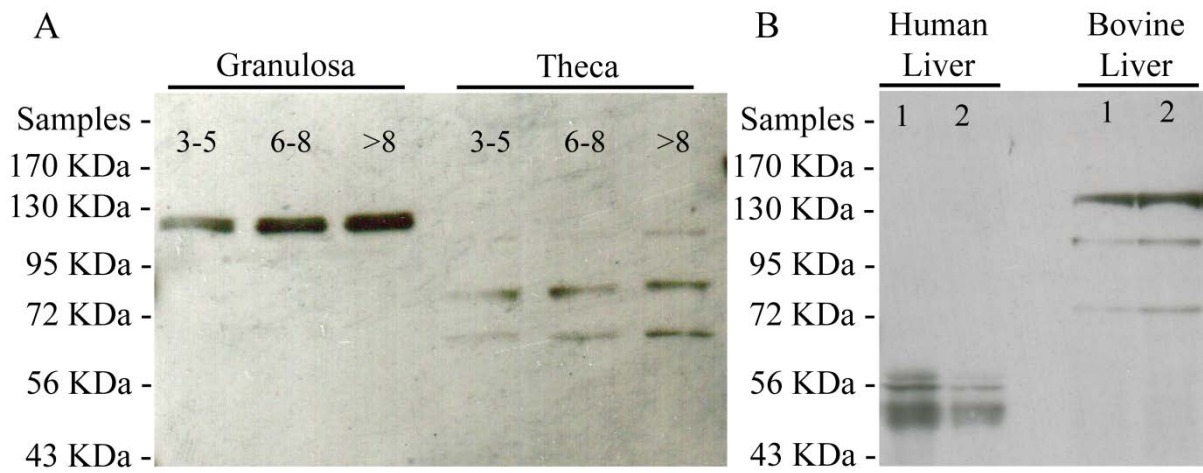 A
Granulosa Theca
Samples -
3-5 6-8 >8 3-5 6-8 >8
170 KDa -
130 KDa -
95 KDa -
72 KDa -
56 KDa -
43 KDa -
B
Human Liver
Bovine Liver
1 2 1 2
170 KDa -
130 KDa -
95 KDa -
72 KDa -
56 KDa -
43 KDa -